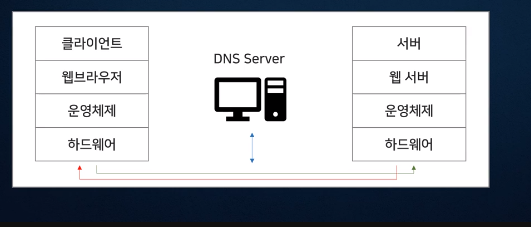 클라이언트
웹브라우저
운영체제
하드웨어
DNS Server
서버
웹 서버
운영체제
하드웨어